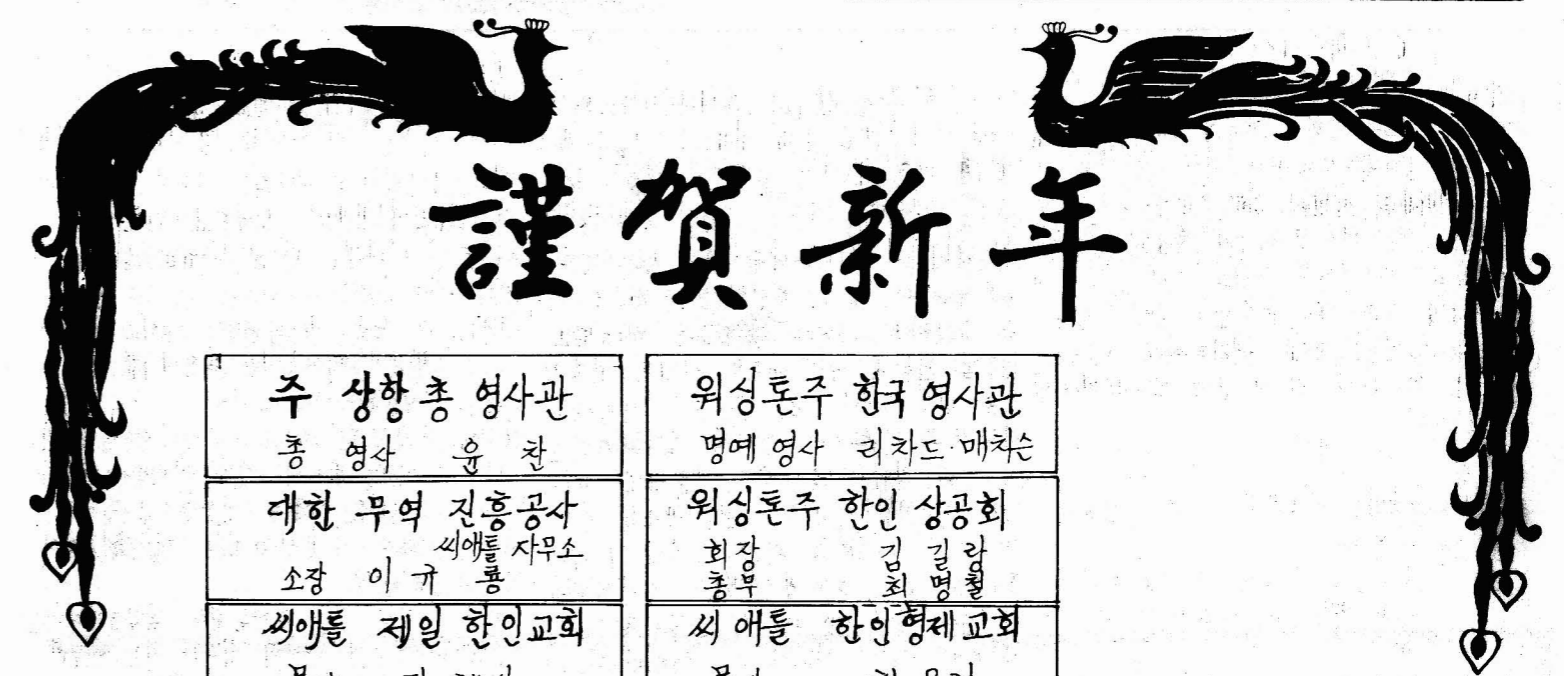 謹賀新年
주 상항 총 영사관
총 영사 윤 찬
대한 무역 진흥공사
씨애틀 사무소
소장 이 규 룡
씨애틀 제일 한인교회
워싱톤주 한국 영사관
명예 영사 리차드·매치슨
워싱톤주 한인 상공회
회장 김 길 랑
총무 최 명 철
씨애틀 한인형제교회